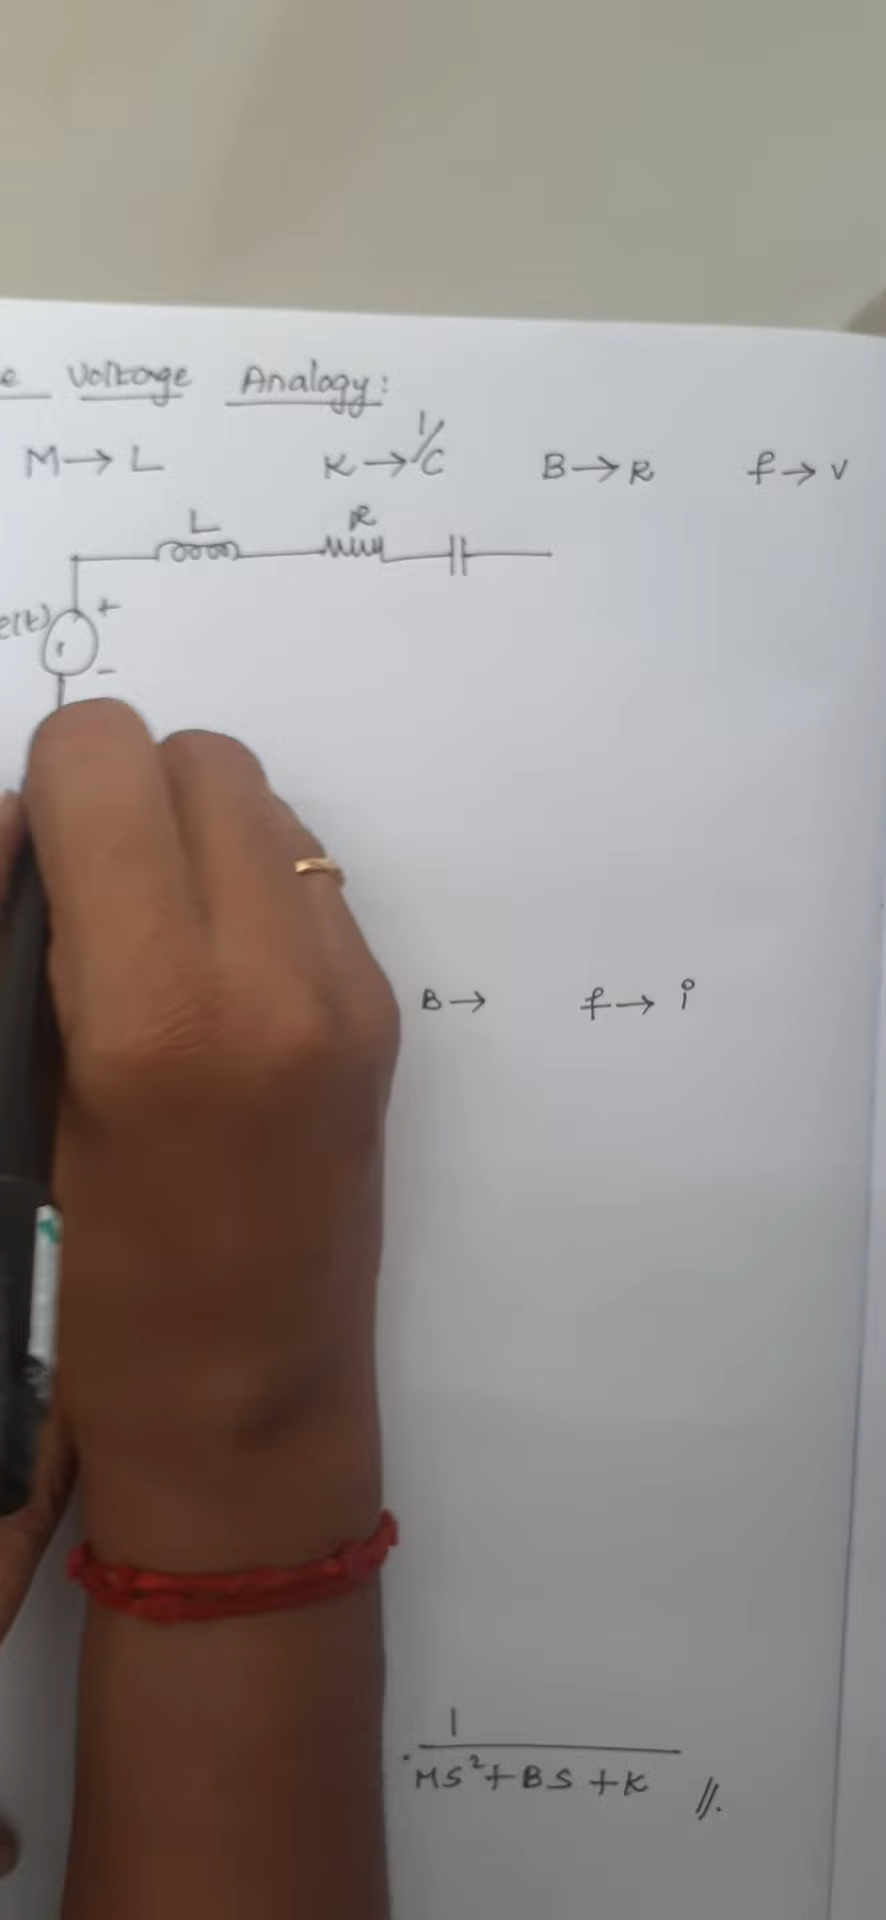 e Voltage Analogy:
M→L K→1/C B→R f→V
L R
e(t) + -
B→ f→ i
1
MS²+BS+K //.